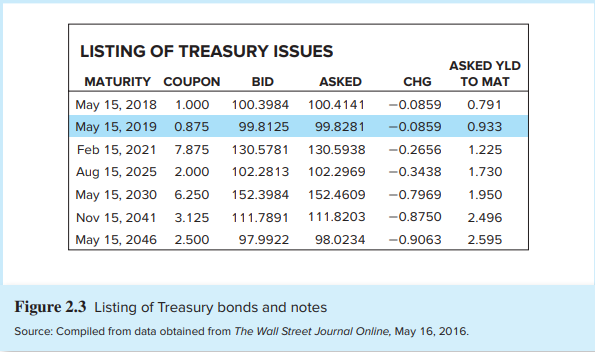 LISTING OF TREASURY ISSUES
ASKED YLD
MATURITY COUPON BID ASKED CHG TO MAT
May 15, 2018 1.000 100.3984 100.4141 −0.0859 0.791
May 15, 2019 0.875 99.8125 99.8281 −0.0859 0.933
Feb 15, 2021 7.875 130.5781 130.5938 −0.2656 1.225
Aug 15, 2025 2.000 102.2813 102.2969 −0.3438 1.730
May 15, 2030 6.250 152.3984 152.4609 −0.7969 1.950
Nov 15, 2041 3.125 111.7891 111.8203 −0.8750 2.496
May 15, 2046 2.500 97.9922 98.0234 −0.9063 2.595
Figure 2.3 Listing of Treasury bonds and notes
Source: Compiled from data obtained from The Wall Street Journal Online, May 16, 2016.